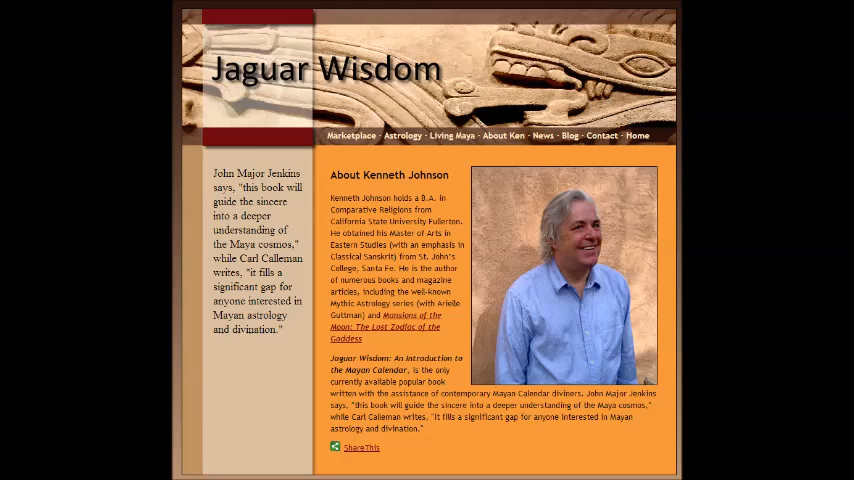 Jaguar Wisdom
Marketplace - Astrology - Living Maya - About Ken - News - Blog - Contact - Home
John Major Jenkins
says, "this book will
guide the sincere
into a deeper
understanding of
the Maya cosmos,"
while Carl Calleman
writes, "it fills a
significant gap for
anyone interested in
Mayan astrology
and divination."
About Kenneth Johnson
Kenneth Johnson holds a B.A. in
Comparative Religions from
California State University Fullerton.
He obtained his Master of Arts in
Eastern Studies (with an emphasis in
Classical Sanskrit) from St. John's
College, Santa Fe. He is the author
of numerous books and magazine
articles, including the well-known
Mythic Astrology series (with Arielle
Guttman) and Mansions of the
Moon: The Lost Zodiac of the
Goddess
Jaguar Wisdom: An Introduction to
the Mayan Calendar, is the only
currently available popular book
written with the assistance of contemporary Mayan Calendar diviners. John Major Jenkins
says, "this book will guide the sincere into a deeper understanding of the Maya cosmos,"
while Carl Calleman writes, "it fills a significant gap for anyone interested in Mayan
astrology and divination."
ShareThis